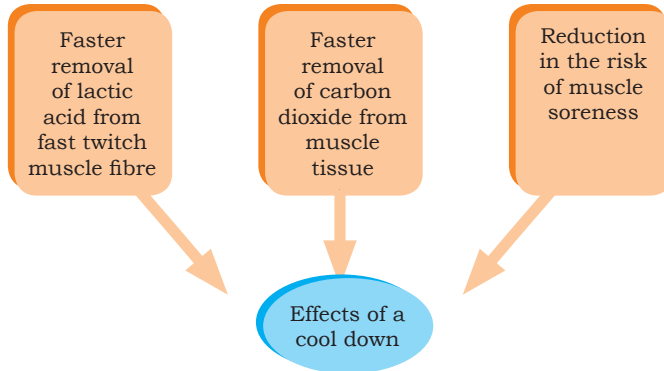 Faster
removal
of lactic
acid from
fast twitch
muscle fibre
Faster
removal
of carbon
dioxide from
muscle
tissue
Reduction
in the risk
of muscle
soreness
Effects of a
cool down